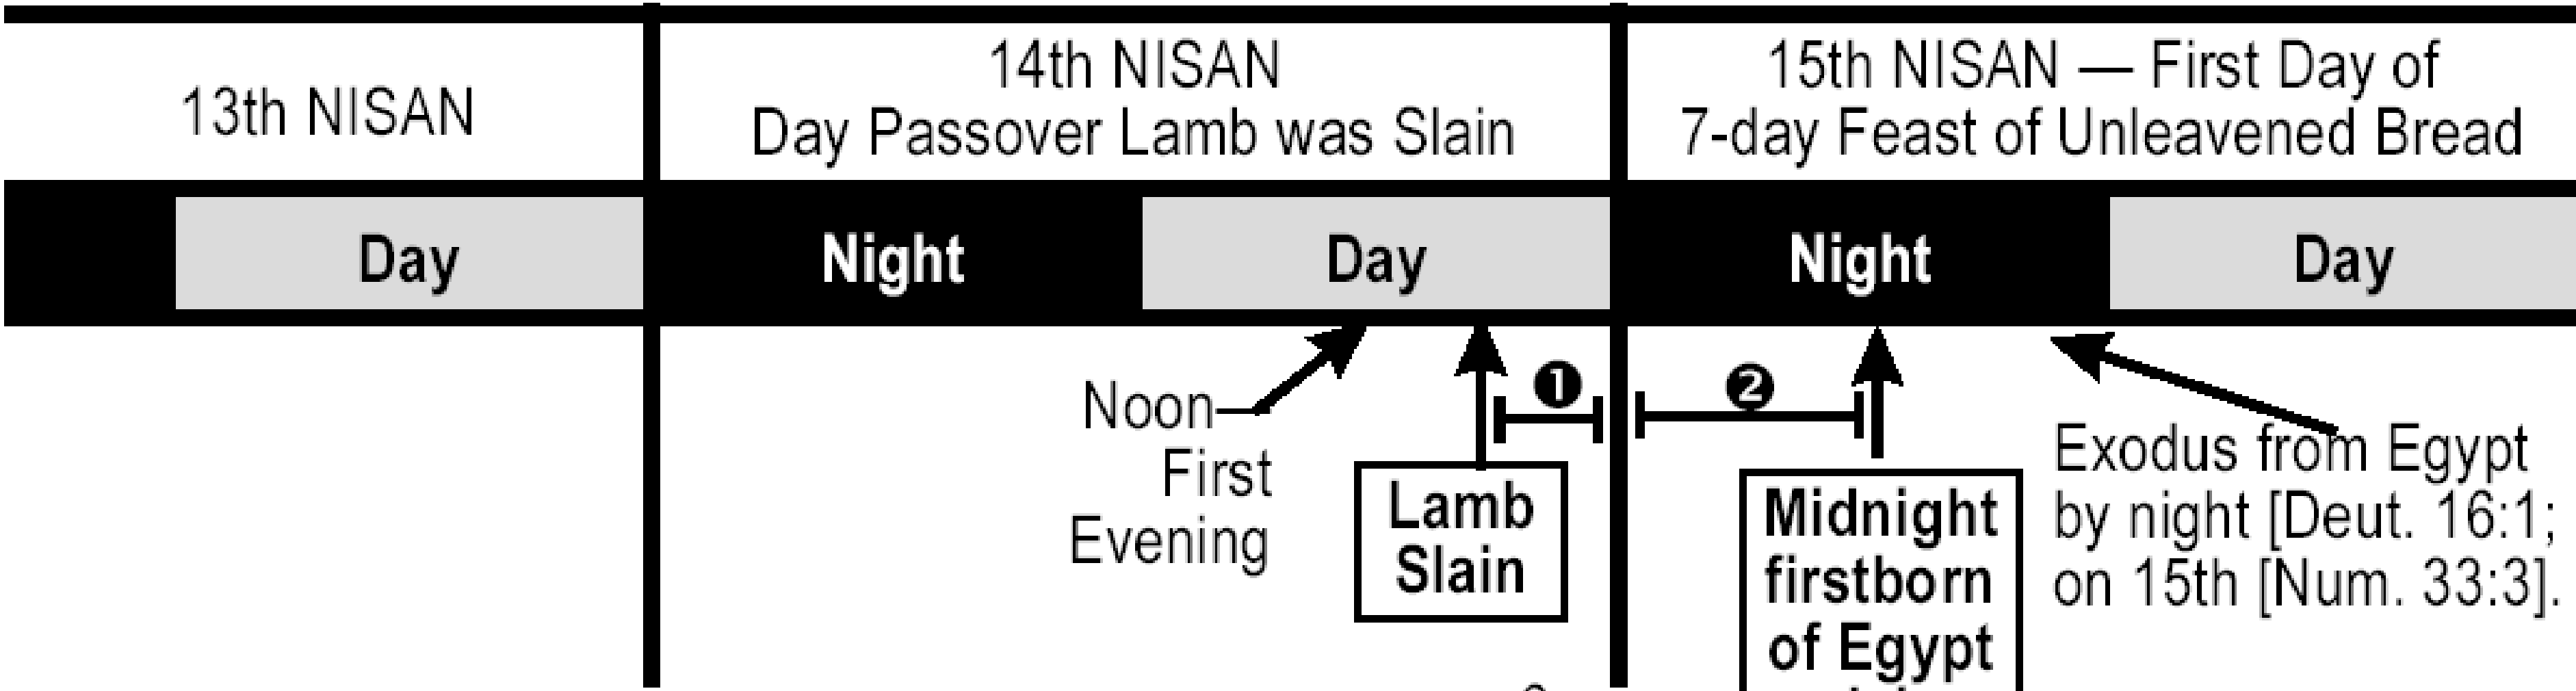 13th NISAN
14th NISAN
Day Passover Lamb was Slain
15th NISAN — First Day of
7-day Feast of Unleavened Bread
Day
Night
Day
Night
Day
Noon
First
Evening
❶
❷
Lamb
Slain
Midnight
firstborn
of Egypt
Exodus from Egypt
by night [Deut. 16:1;
on 15th [Num. 33:3].